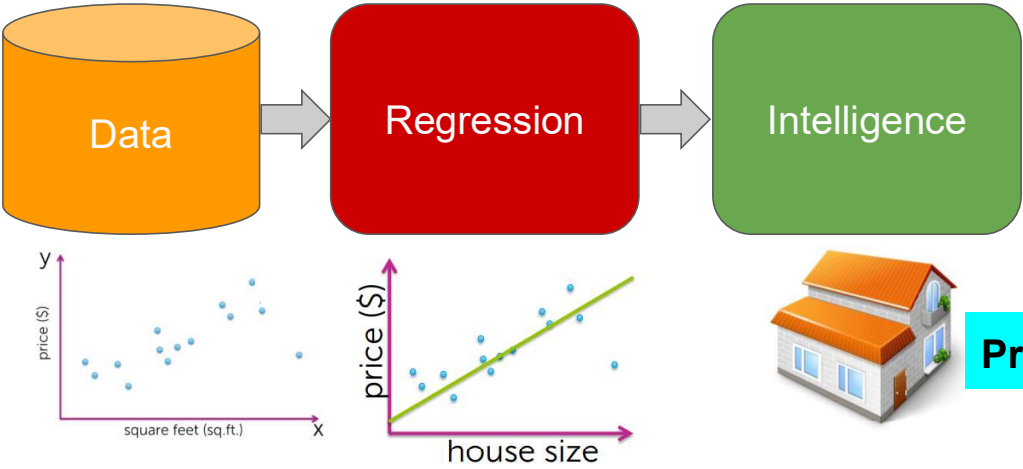 Data
Regression
Intelligence
y
price ($)
square feet (sq.ft.)
x
price ($)
house size
Pr